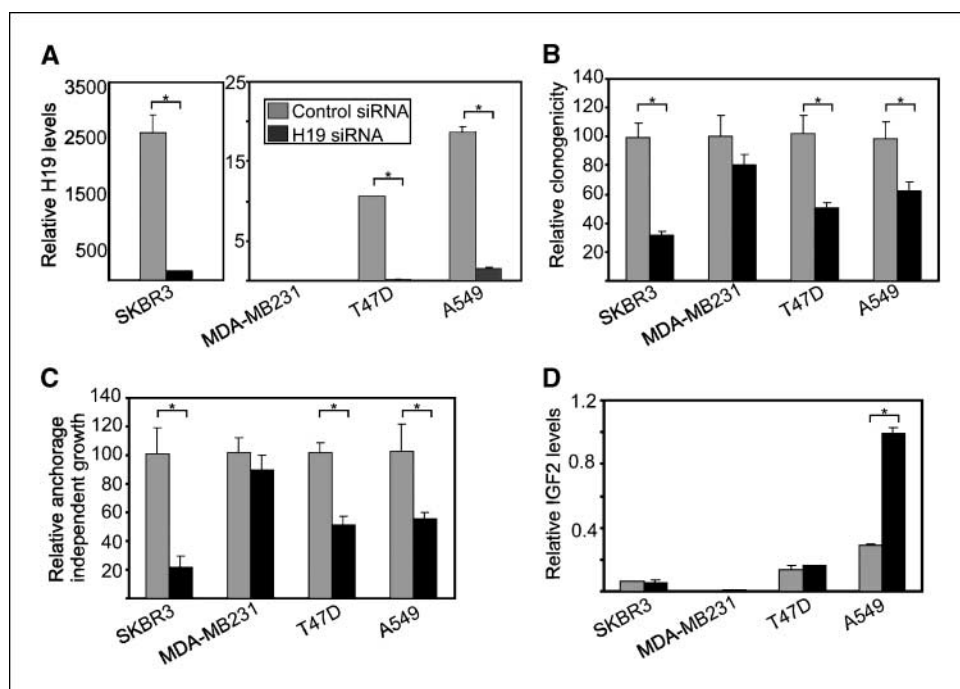 A
Relative H19 levels
3500
2500
1500
500
*
SKBR3
25
15
5
Control siRNA
H19 siRNA
*
*
MDA-MB231
T47D
A549
B
Relative clonogenicity
140
120
100
80
60
40
20
*
*
*
SKBR3
MDA-MB231
T47D
A549
C
Relative anchorage
independent growth
140
120
100
80
60
40
20
*
*
*
SKBR3
MDA-MB231
T47D
A549
D
Relative IGF2 levels
1.2
0.8
0.4
*
SKBR3
MDA-MB231
T47D
A549